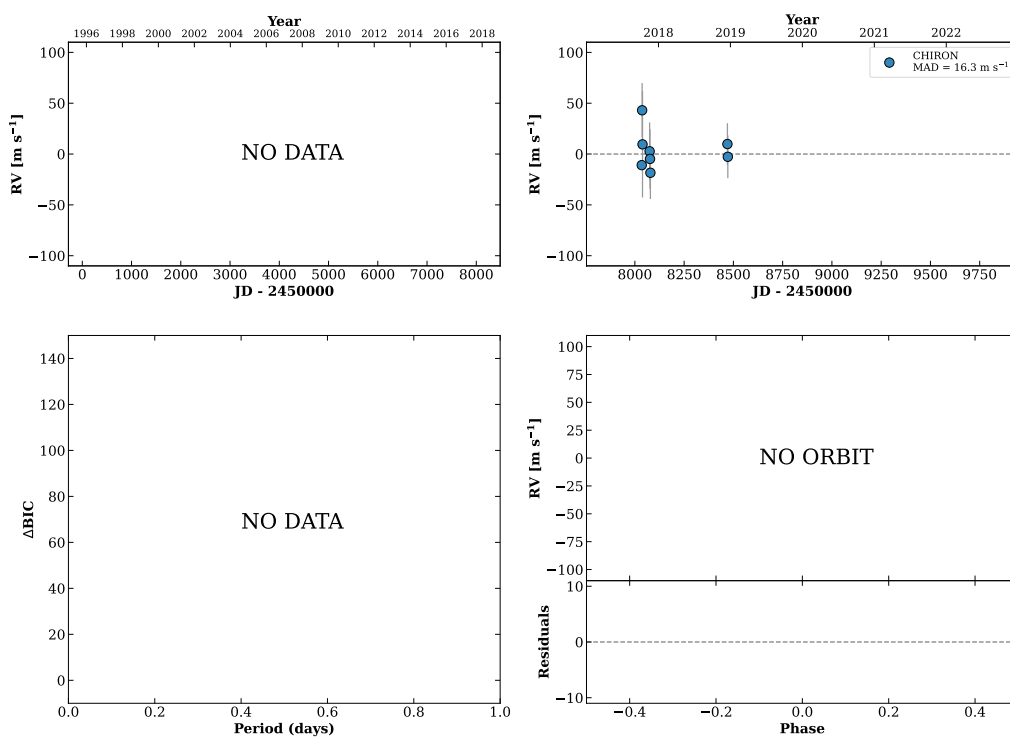 Year
1996 1998 2000 2002 2004 2006 2008 2010 2012 2014 2016 2018
100
50
0
−50
−100
RV [m s⁻¹]
NO DATA
0 1000 2000 3000 4000 5000 6000 7000 8000
JD - 2450000
Year
2018 2019 2020 2021 2022
CHIRON
MAD = 16.3 m s⁻¹
100
50
0
−50
−100
RV [m s⁻¹]
8000 8250 8500 8750 9000 9250 9500 9750
JD - 2450000
140
120
100
80
60
40
20
0
ΔBIC
NO DATA
0.0 0.2 0.4 0.6 0.8 1.0
Period (days)
100
75
50
25
0
−25
−50
−75
−100
RV [m s⁻¹]
NO ORBIT
10
0
−10
Residuals
−0.4 −0.2 0.0 0.2 0.4
Phase